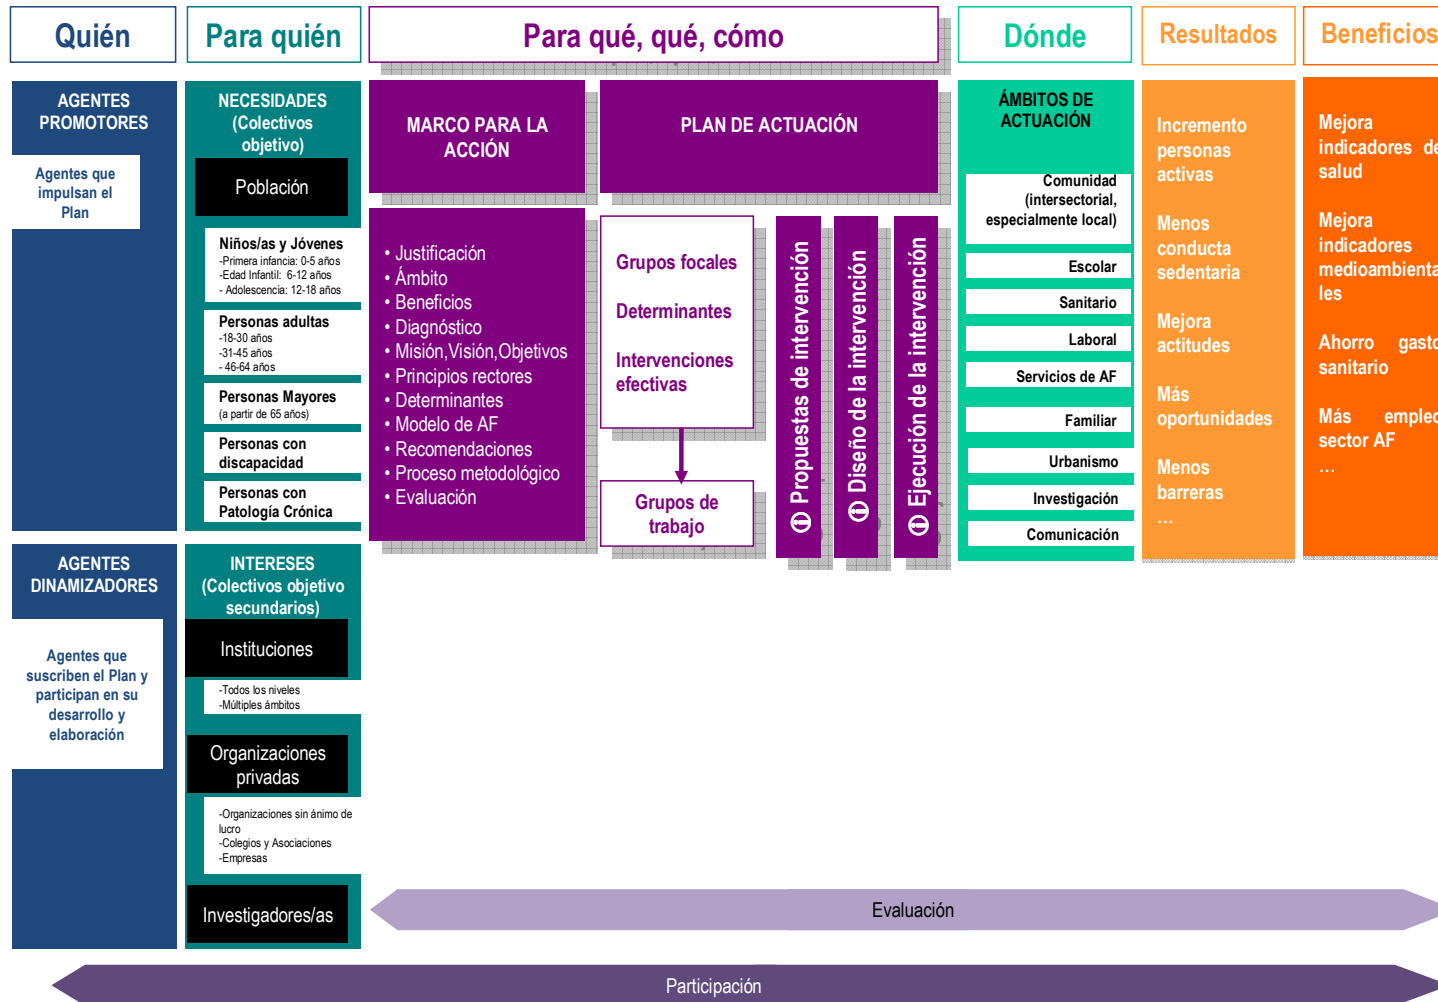 Quién
Para quién
Para qué, qué, cómo
Dónde
Resultados
Beneficios
AGENTES
PROMOTORES
Agentes que
impulsan el
Plan
AGENTES
DINAMIZADORES
Agentes que
suscriben el Plan y
participan en su
desarrollo y
elaboración
NECESIDADES
(Colectivos
objetivo)
Población
Niños/as y Jóvenes
-Primera infancia: 0-5 años
-Edad Infantil: 6-12 años
- Adolescencia: 12-18 años
Personas adultas
-18-30 años
-31-45 años
- 46-64 años
Personas Mayores
(a partir de 65 años)
Personas con
discapacidad
Personas con
Patología Crónica
INTERESES
(Colectivos objetivo
secundarios)
Instituciones
-Todos los niveles
-Múltiples ámbitos
Organizaciones
privadas
-Organizaciones sin ánimo de
lucro
-Colegios y Asociaciones
-Empresas
Investigadores/as
MARCO PARA LA
ACCIÓN
• Justificación
• Ámbito
• Beneficios
• Diagnóstico
• Misión,Visión,Objetivos
• Principios rectores
• Determinantes
• Modelo de AF
• Recomendaciones
• Proceso metodológico
• Evaluación
PLAN DE ACTUACIÓN
Grupos focales
Determinantes
Intervenciones
efectivas
Grupos de
trabajo
Propuestas de intervención
Diseño de la intervención
Ejecución de la intervención
ÁMBITOS DE
ACTUACIÓN
Comunidad
(intersectorial,
especialmente local)
Escolar
Sanitario
Laboral
Servicios de AF
Familiar
Urbanismo
Investigación
Comunicación
Incremento
personas
activas
Menos
conducta
sedentaria
Mejora
actitudes
Más
oportunidades
Menos
barreras
…
Mejora
indicadores de
salud
Mejora
indicadores
medioambienta
les
Ahorro gasto
sanitario
Más empleo
sector AF
…
Evaluación
Participación